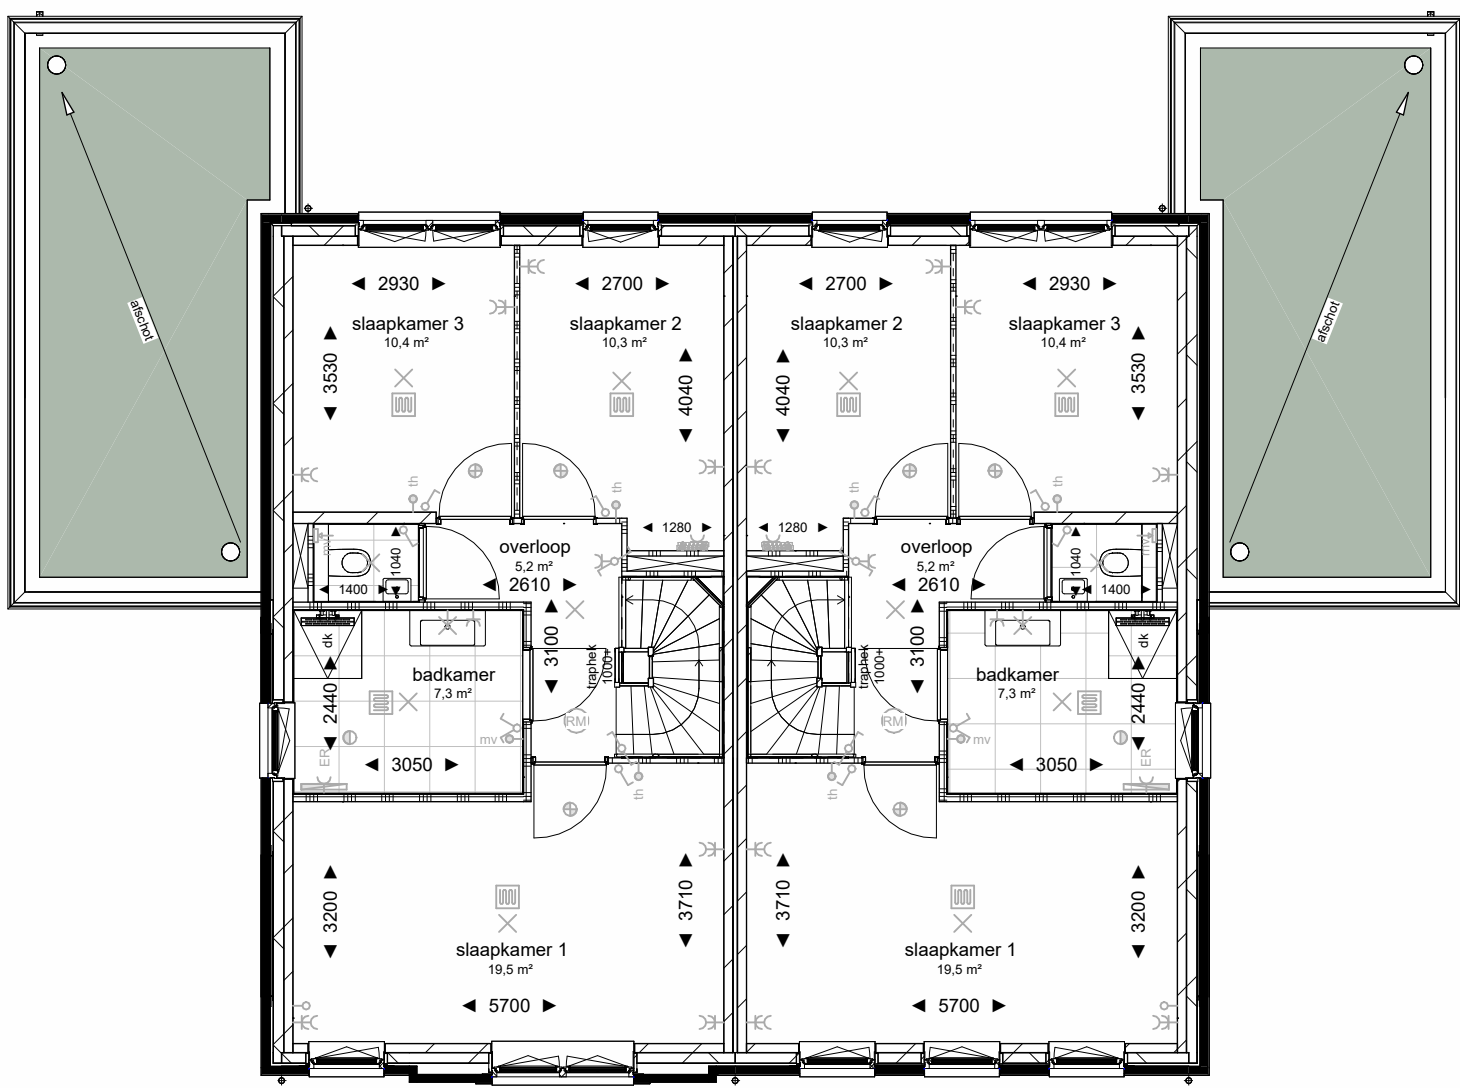 afschot
afschot
2930
2700
2700
2930
slaapkamer 3
10,4 m²
slaapkamer 2
10,3 m²
slaapkamer 2
10,3 m²
slaapkamer 3
10,4 m²
3530
4040
4040
3530
th
th
th
th
1280
1280
mv
1040
1400
overloop
5,2 m²
2610
overloop
5,2 m²
2610
1040
1400
mv
dk
3100
traphek
1000+
traphek
1000+
3100
dk
badkamer
7,3 m²
badkamer
7,3 m²
2440
RM
RM
2440
mv
mv
ER
3050
3050
ER
th
th
3200
3710
3710
3200
slaapkamer 1
19,5 m²
slaapkamer 1
19,5 m²
5700
5700